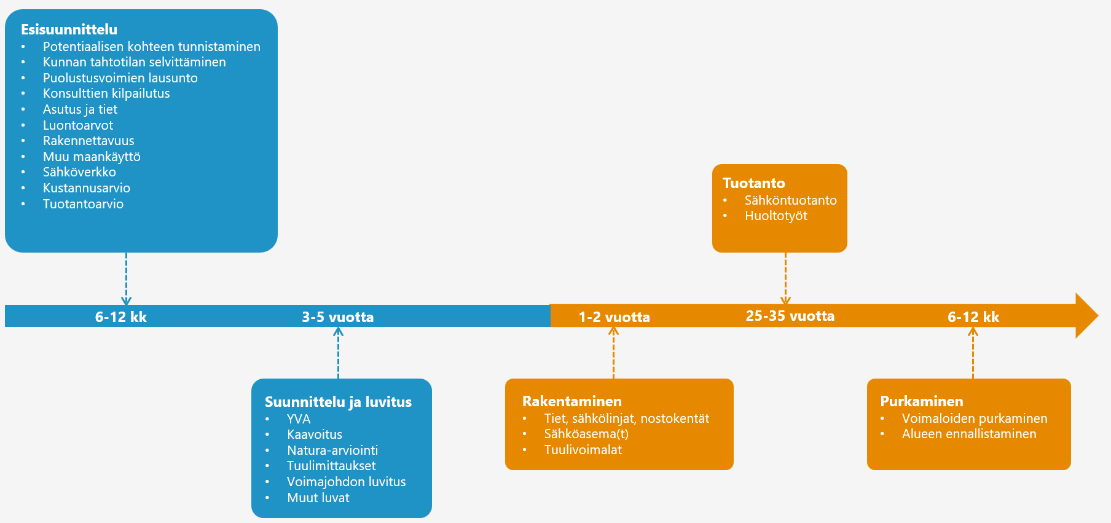 Esisuunnittelu
• Potentiaalisen kohteen tunnistaminen
• Kunnan tahtotilan selvittäminen
• Puolustusvoimien lausunto
• Konsulttien kilpailutus
• Asutus ja tiet
• Luontoarvot
• Rakennettavuus
• Muu maankäyttö
• Sähköverkko
• Kustannusarvio
• Tuotantoarvio
Tuotanto
• Sähköntuotanto
• Huoltotyöt
6-12 kk
3-5 vuotta
1-2 vuotta
25-35 vuotta
6-12 kk
Suunnittelu ja luvitus
• YVA
• Kaavoitus
• Natura-arviointi
• Tuulimittaukset
• Voimajohdon luvitus
• Muut luvat
Rakentaminen
• Tiet, sähkölinjat, nostokentät
• Sähköasema(t)
• Tuulivoimalat
Purkaminen
• Voimaloiden purkaminen
• Alueen ennallistaminen